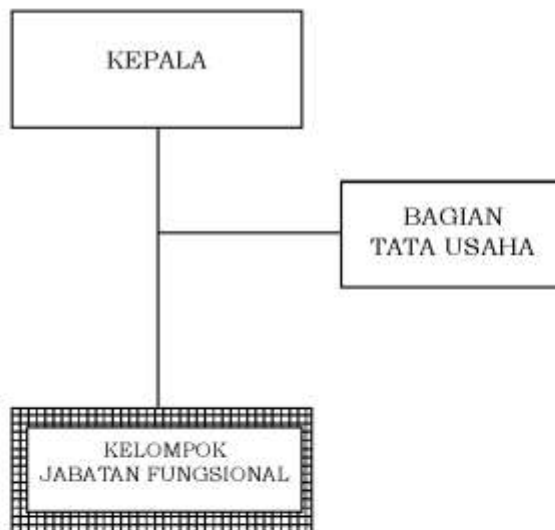 KEPALA
BAGIAN
TATA USAHA
KELOMPOK
JABATAN FUNGSIONAL